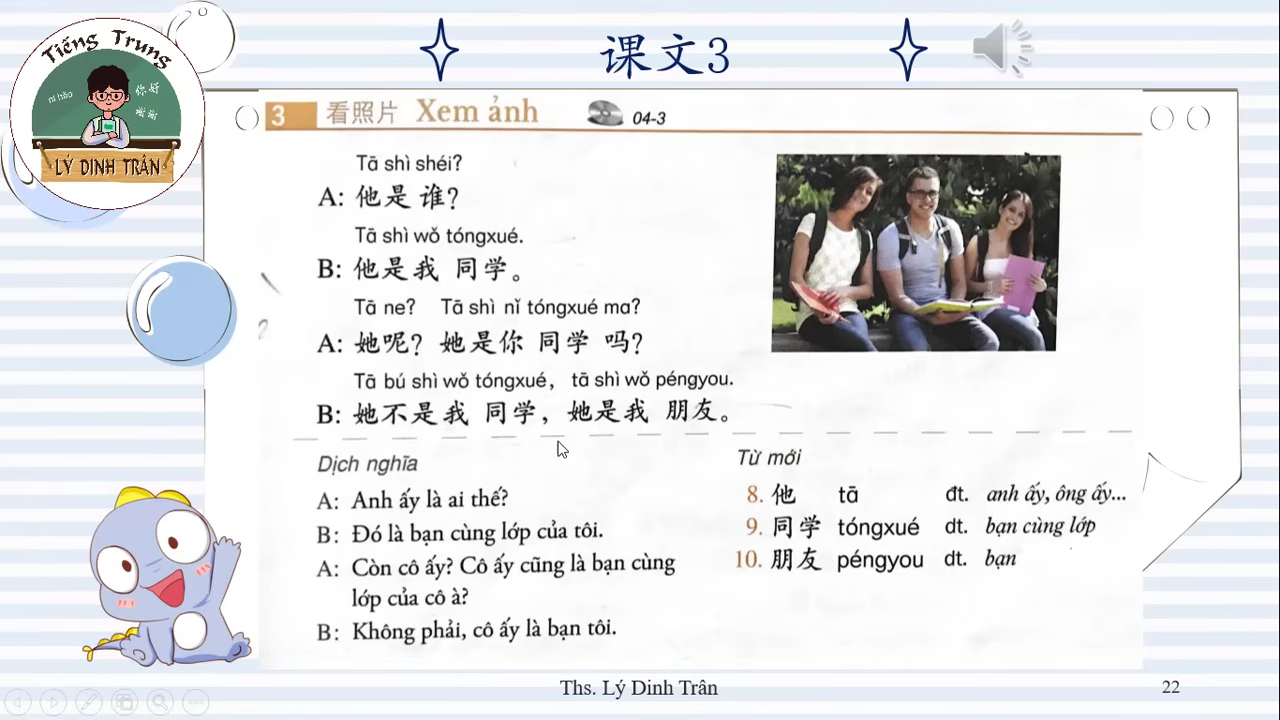 Tiếng Trung
nǐ hǎo
你好
谢谢
LÝ DINH TRÂN
课文3
3 看照片 Xem ảnh 04-3
Tā shì shéi?
A: 他是 谁?
Tā shì wǒ tóngxué.
B: 他是我 同学。
Tā ne? Tā shì nǐ tóngxué ma?
A: 她呢? 她是你 同学 吗?
Tā bú shì wǒ tóngxué, tā shì wǒ péngyou.
B: 她不是我 同学, 她是我 朋友。
Dịch nghĩa
A: Anh ấy là ai thế?
B: Đó là bạn cùng lớp của tôi.
A: Còn cô ấy? Cô ấy cũng là bạn cùng
lớp của cô à?
B: Không phải, cô ấy là bạn tôi.
Từ mới
8. 他 tā đt. anh ấy, ông ấy...
9. 同学 tóngxué dt. bạn cùng lớp
10. 朋友 péngyou dt. bạn
Ths. Lý Dinh Trân
22